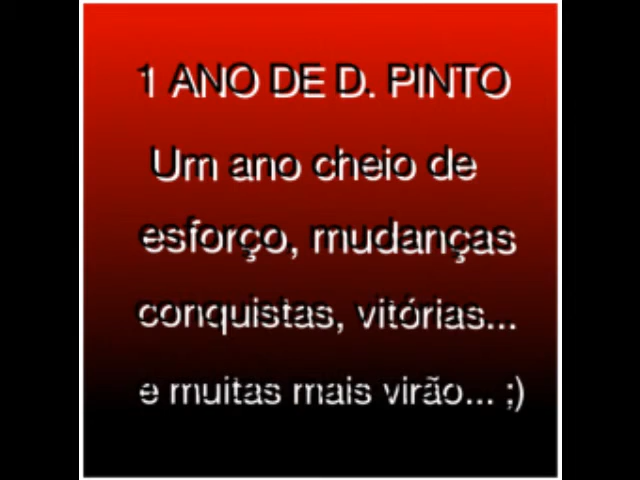 1 ANO DE D. PINTO
Um ano cheio de
esforço, mudanças
conquistas, vitórias...
e muitas mais virão... ;)